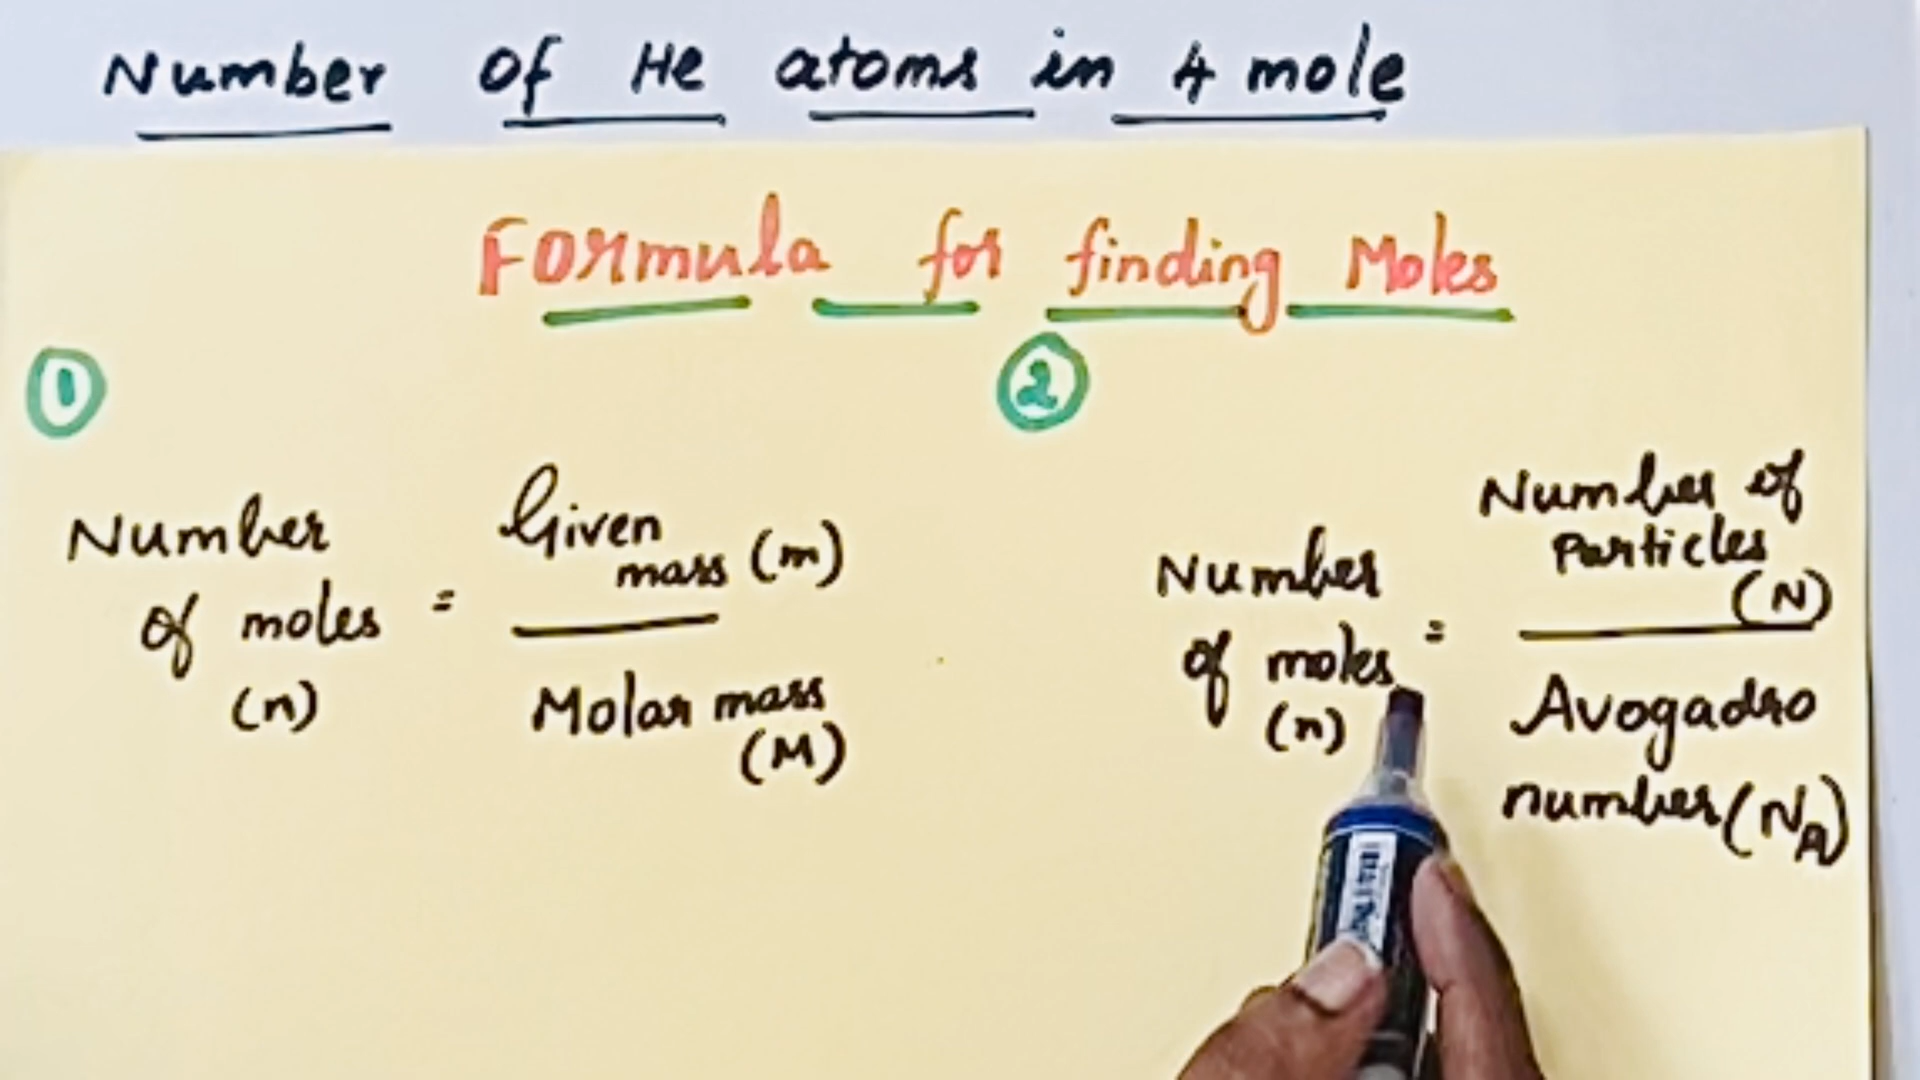 Number of He atoms in 4 mole
Formula for finding Moles
1
Number
of moles
(n)
=
Given
mass (m)
Molar mass
(M)
2
Number
of moles
(n)
=
Number of
Particles
(N)
Avogadro
number (NA)